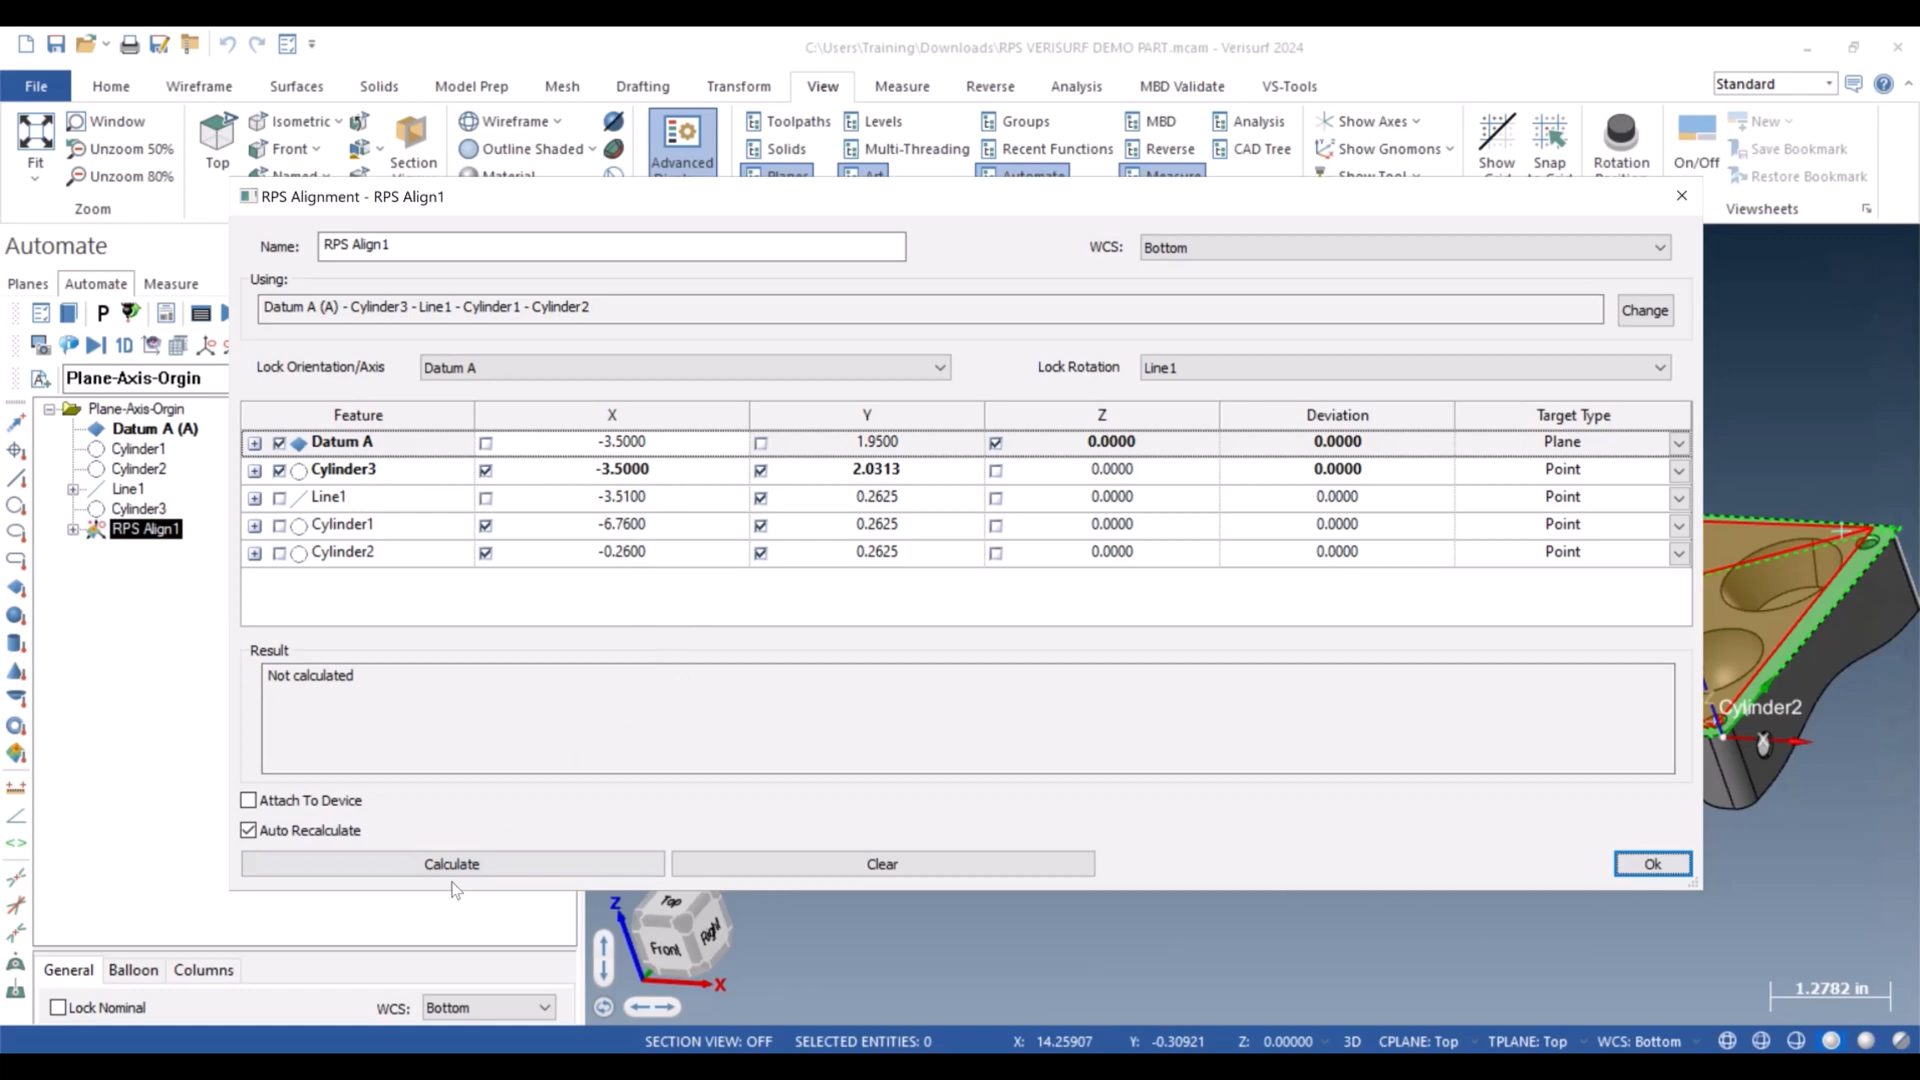 C:\Users\Training\Downloads\RPS VERISURF DEMO PART.mcam - Verisurf 2024
File Home Wireframe Surfaces Solids Model Prep Mesh Drafting Transform View Measure Reverse Analysis MBD Validate VS-Tools Standard
Window Isometric Wireframe Toolpaths Levels Groups MBD Analysis Show Axes New
Unzoom 50% Front Outline Shaded Solids Multi-Threading Recent Functions Reverse CAD Tree Show Gnomons Save Bookmark
Fit Unzoom 80% Top Named Section Material Advanced Planes Art Automate Measure Show Show Snap Rotation On/Off Restore Bookmark
Zoom Viewsheets
RPS Alignment - RPS Align1
Automate
Name: RPS Align1 WCS: Bottom
Planes Automate Measure
Using:
Datum A (A) - Cylinder3 - Line1 - Cylinder1 - Cylinder2 Change
P
1D
Lock Orientation/Axis Datum A Lock Rotation Line1
Plane-Axis-Orgin
Plane-Axis-Orgin
Datum A (A)
Cylinder1
Cylinder2
Line1
Cylinder3
RPS Align1
Feature X Y Z Deviation Target Type
Datum A -3.5000 1.9500 0.0000 0.0000 Plane
Cylinder3 -3.5000 2.0313 0.0000 0.0000 Point
Line1 -3.5100 0.2625 0.0000 0.0000 Point
Cylinder1 -6.7600 0.2625 0.0000 0.0000 Point
Cylinder2 -0.2600 0.2625 0.0000 0.0000 Point
Result
Not calculated
Cylinder2
X
Attach To Device
Auto Recalculate
Calculate Clear Ok
Z Top
Front Right
X
General Balloon Columns
Lock Nominal WCS: Bottom
1.2782 in
SECTION VIEW: OFF SELECTED ENTITIES: 0 X: 14.25907 Y: -0.30921 Z: 0.00000 3D CPLANE: Top TPLANE: Top WCS: Bottom